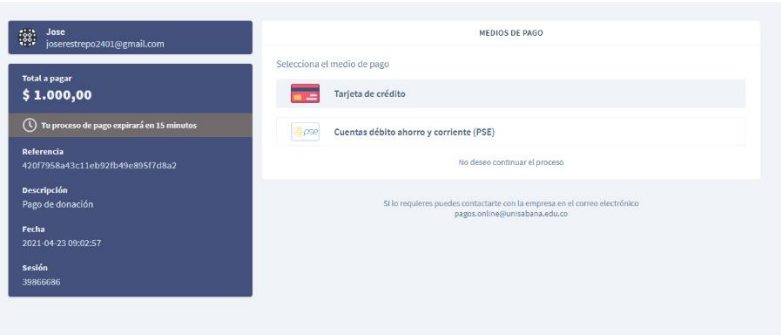 Jose
joserestrepo2401@gmail.com
Total a pagar
$ 1.000,00
Tu proceso de pago expirará en 15 minutos
Referencia
420f7958a43c11eb92fb49e895f7d8a2
Descripción
Pago de donación
Fecha
2021-04-23 09:02:57
Sesión
39866686
MEDIOS DE PAGO
Selecciona el medio de pago
Tarjeta de crédito
pse
Cuentas débito ahorro y corriente (PSE)
No deseo continuar el proceso
Si lo requieres puedes contactarte con la empresa en el correo electrónico
pagos.online@unisabana.edu.co